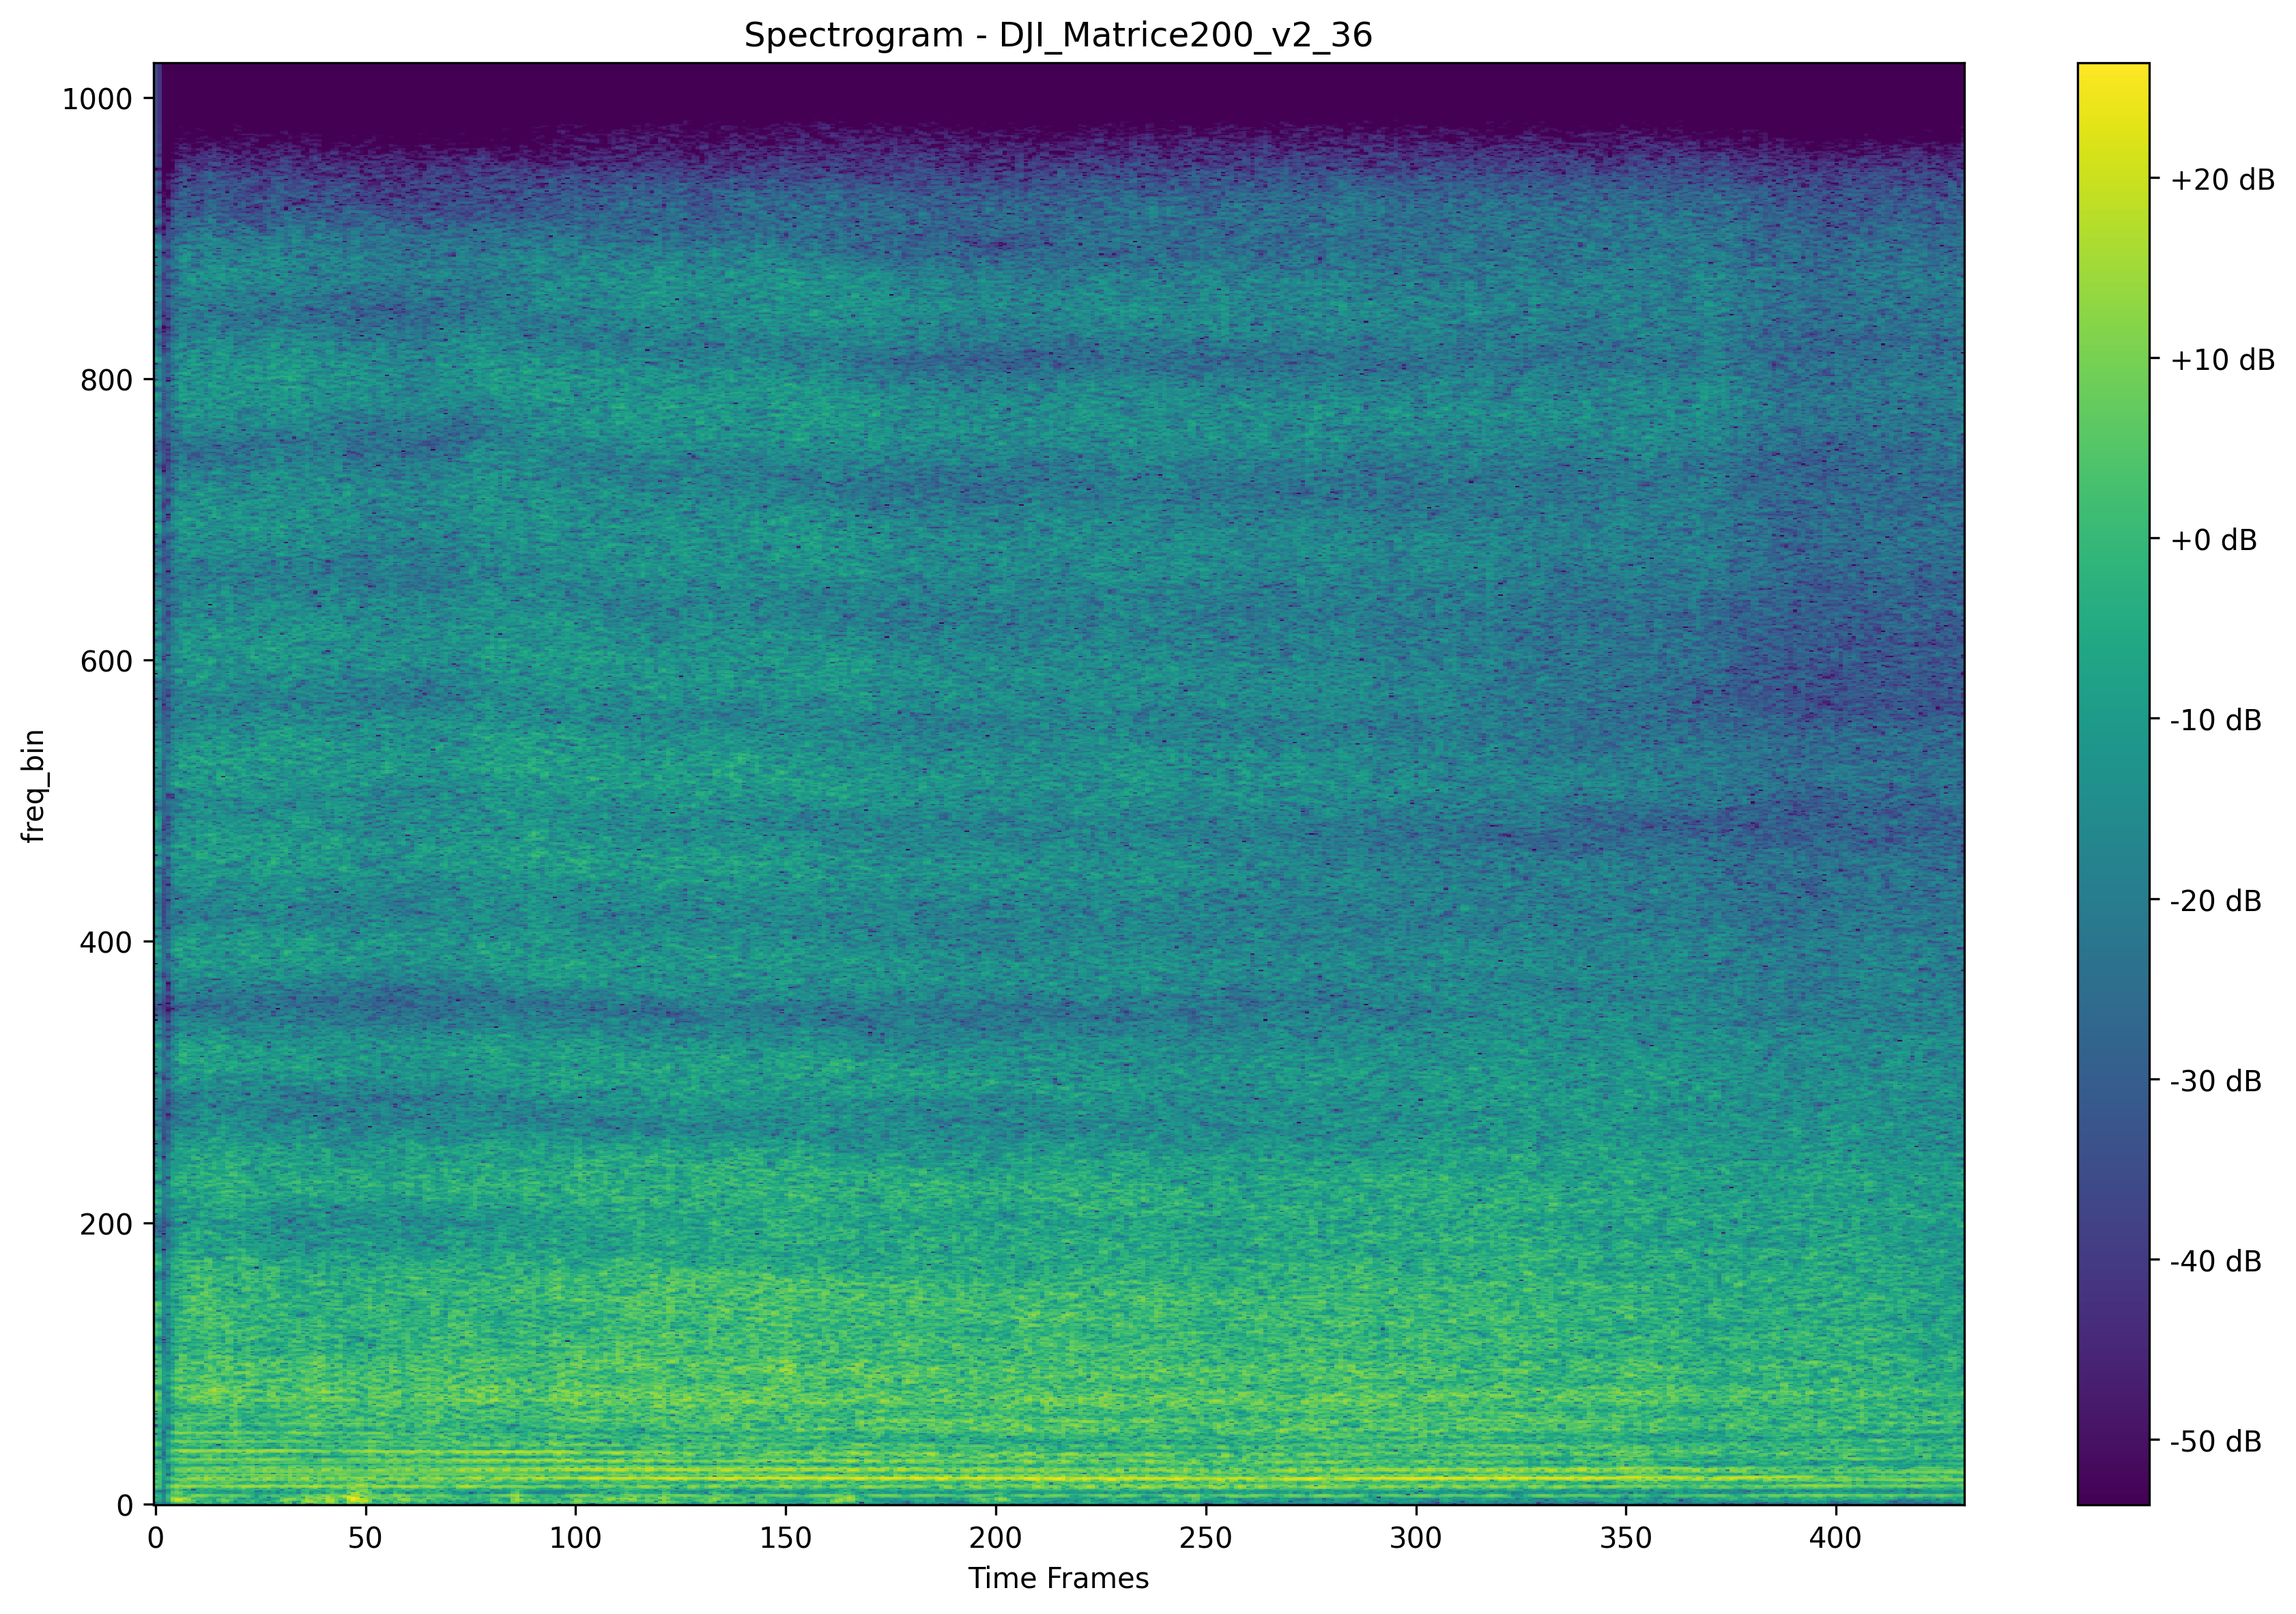 Spectrogram - DJI_Matrice200_v2_36
1000
800
600
400
200
0
freq_bin
0 50 100 150 200 250 300 350 400
Time Frames
+20 dB
+10 dB
+0 dB
-10 dB
-20 dB
-30 dB
-40 dB
-50 dB